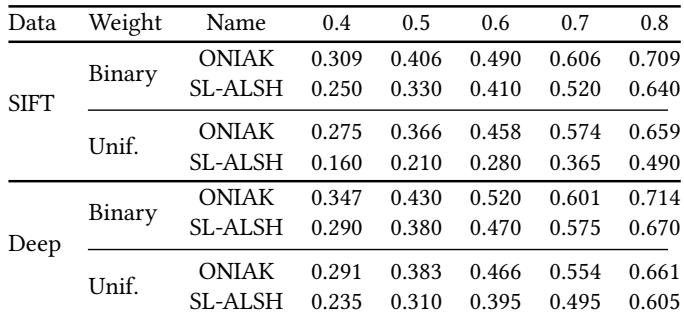 Data Weight Name 0.4 0.5 0.6 0.7 0.8
SIFT Binary ONIAK 0.309 0.406 0.490 0.606 0.709
SL-ALSH 0.250 0.330 0.410 0.520 0.640
Unif. ONIAK 0.275 0.366 0.458 0.574 0.659
SL-ALSH 0.160 0.210 0.280 0.365 0.490
Deep Binary ONIAK 0.347 0.430 0.520 0.601 0.714
SL-ALSH 0.290 0.380 0.470 0.575 0.670
Unif. ONIAK 0.291 0.383 0.466 0.554 0.661
SL-ALSH 0.235 0.310 0.395 0.495 0.605